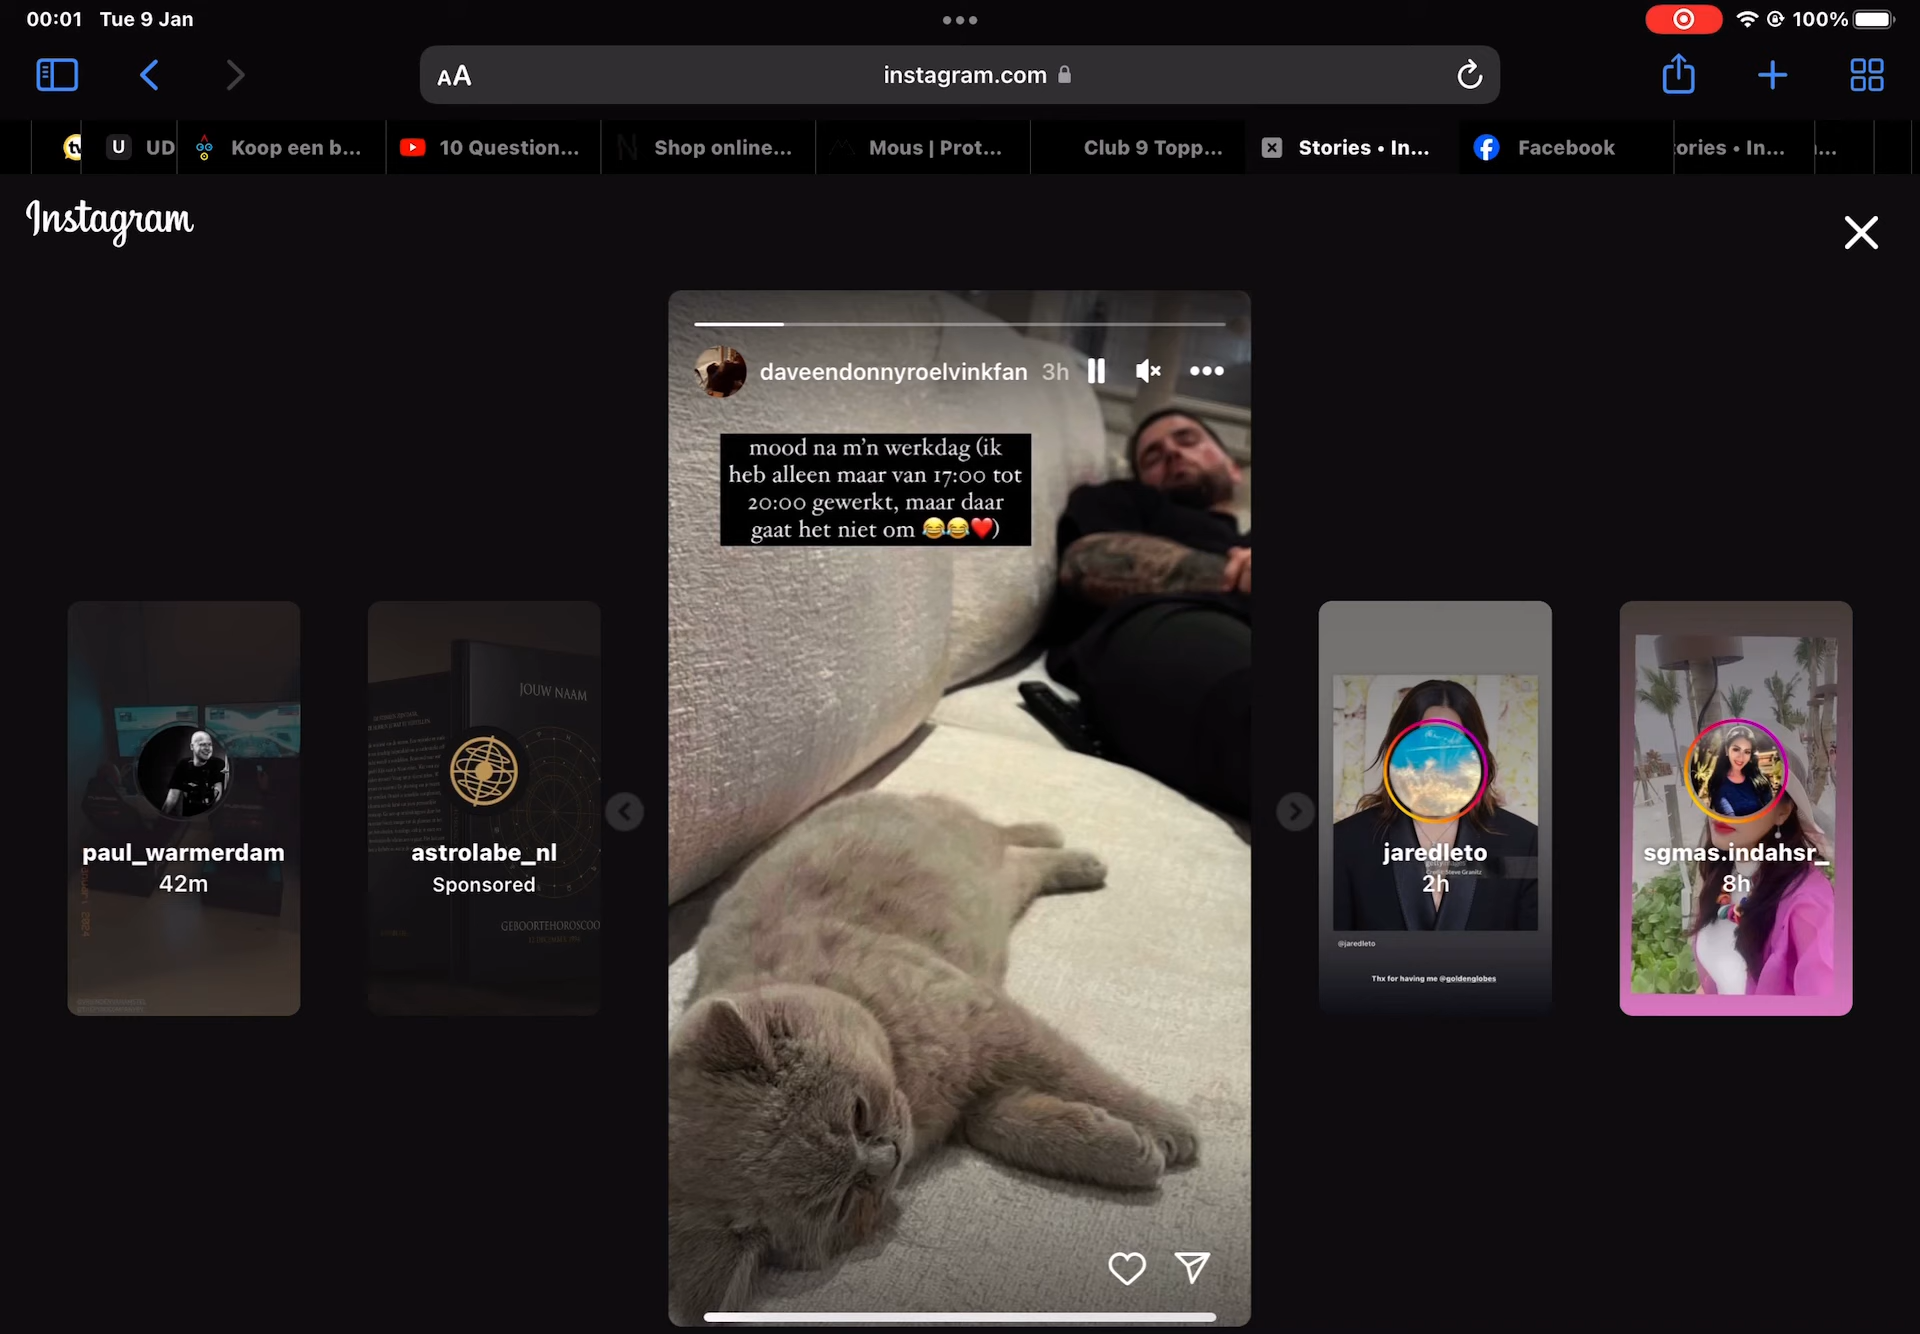 00:01 Tue 9 Jan
100%
AA
instagram.com
tv
U UD
Koop een b...
10 Question...
N Shop online...
Mous | Prot...
Club 9 Topp...
Stories • In...
Facebook
ories • In...
Instagram
daveendonnyroelvinkfan 3h
mood na m’n werkdag (ik
heb alleen maar van 17:00 tot
20:00 gewerkt, maar daar
gaat het niet om 😂😂❤️)
paul_warmerdam
42m
JOUW NAAM
astrolabe_nl
Sponsored
GEBOORTEHOROSCOO
jaredleto
2h
@jaredleto
Thx for having me @goldenglobes
sgmas.indahsr_
8h